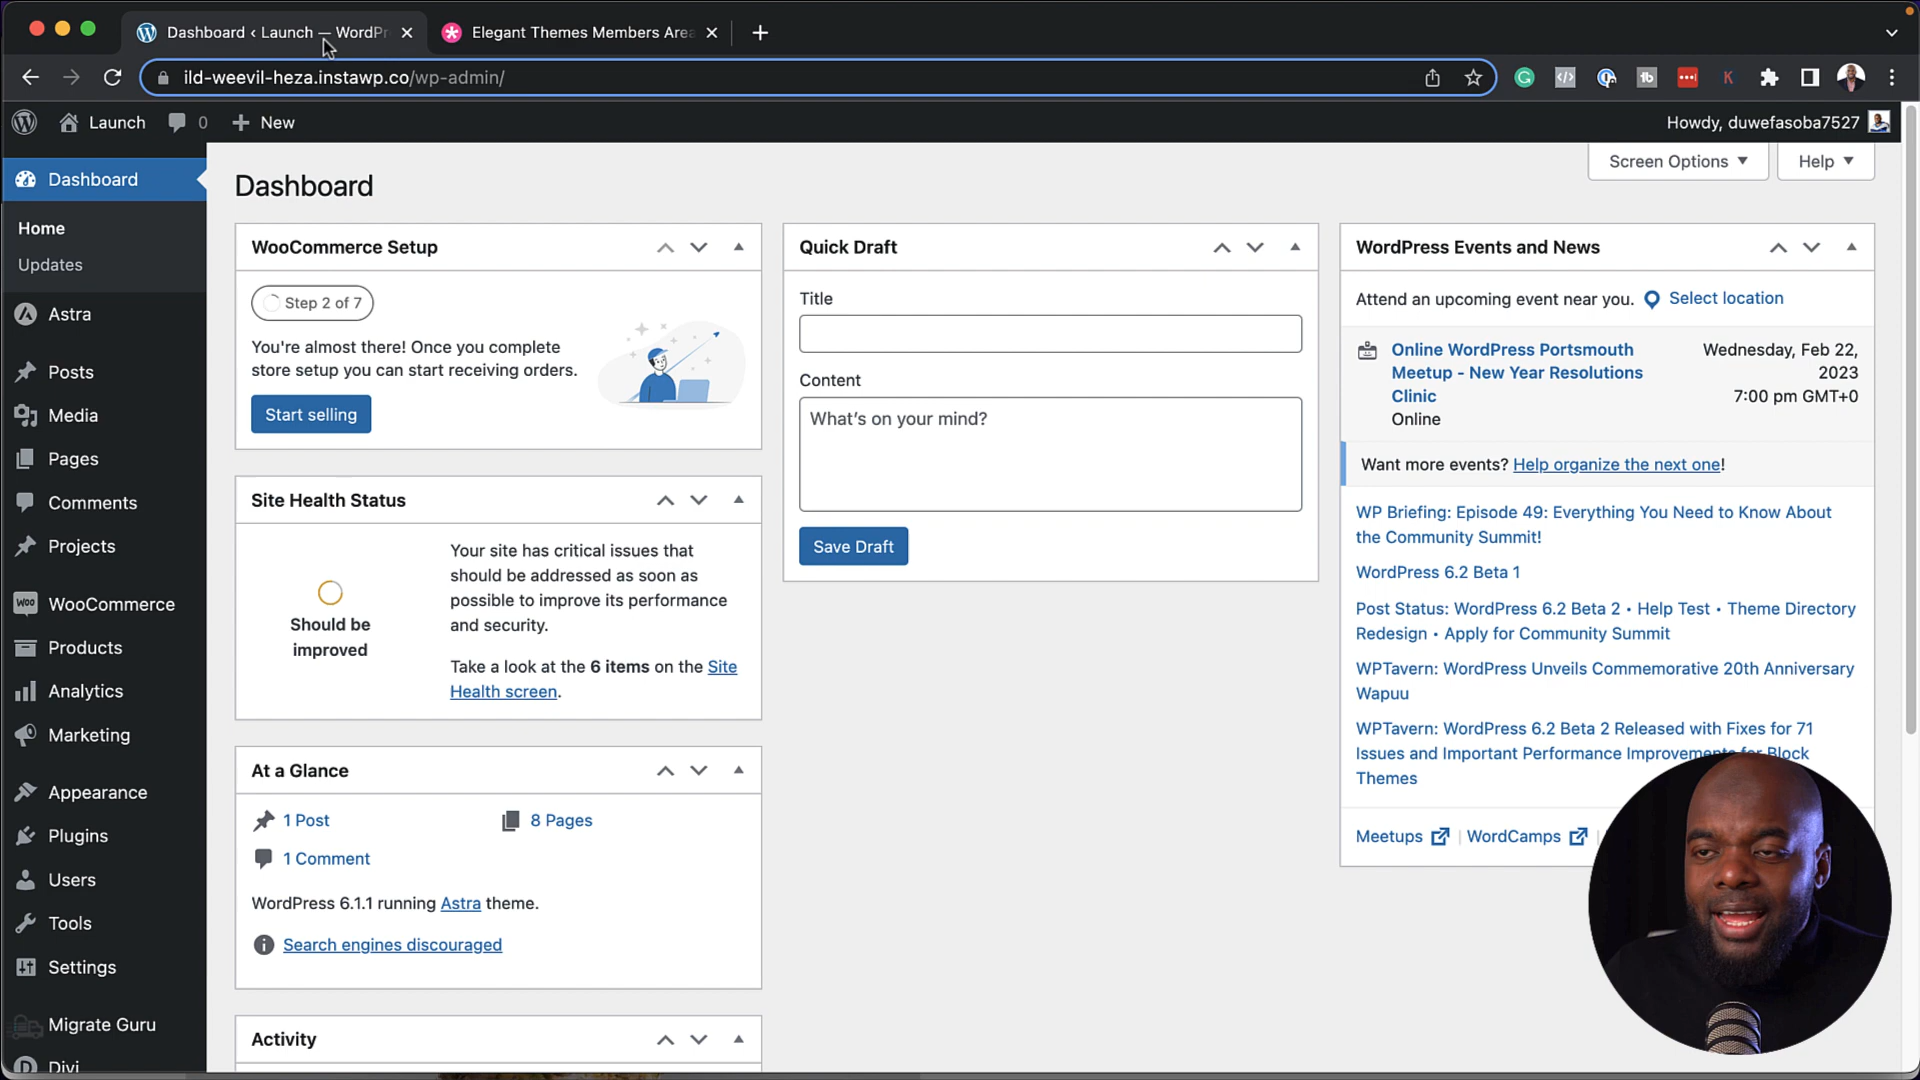 Dashboard ‹ Launch — WordPr
Elegant Themes Members Area
ild-weevil-heza.instawp.co/wp-admin/
Launch
0
New
Howdy, duwefasoba7527
Screen Options
Help
Dashboard
Home
Updates
Astra
Posts
Media
Pages
Comments
Projects
WooCommerce
Products
Analytics
Marketing
Appearance
Plugins
Users
Tools
Settings
Migrate Guru
Divi
Dashboard
WooCommerce Setup
Step 2 of 7
You're almost there! Once you complete
store setup you can start receiving orders.
Start selling
Site Health Status
Should be
improved
Your site has critical issues that
should be addressed as soon as
possible to improve its performance
and security.
Take a look at the 6 items on the Site
Health screen.
At a Glance
1 Post
8 Pages
1 Comment
WordPress 6.1.1 running Astra theme.
Search engines discouraged
Activity
Quick Draft
Title
Content
What's on your mind?
Save Draft
WordPress Events and News
Attend an upcoming event near you.
Select location
Online WordPress Portsmouth
Meetup - New Year Resolutions
Clinic
Online
Wednesday, Feb 22,
2023
7:00 pm GMT+0
Want more events? Help organize the next one!
WP Briefing: Episode 49: Everything You Need to Know About
the Community Summit!
WordPress 6.2 Beta 1
Post Status: WordPress 6.2 Beta 2 • Help Test • Theme Directory
Redesign • Apply for Community Summit
WPTavern: WordPress Unveils Commemorative 20th Anniversary
Wapuu
WPTavern: WordPress 6.2 Beta 2 Released with Fixes for 71
Issues and Important Performance Improvements for Block
Themes
Meetups
WordCamps